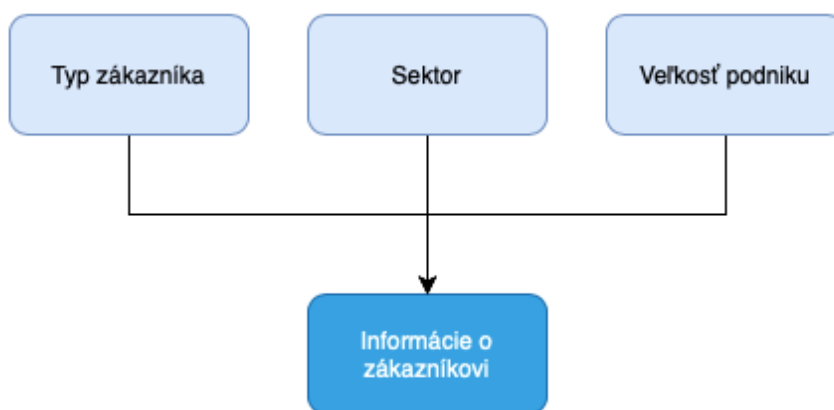 Typ zákazníka
Sektor
Veľkosť podniku
Informácie o
zákazníkovi